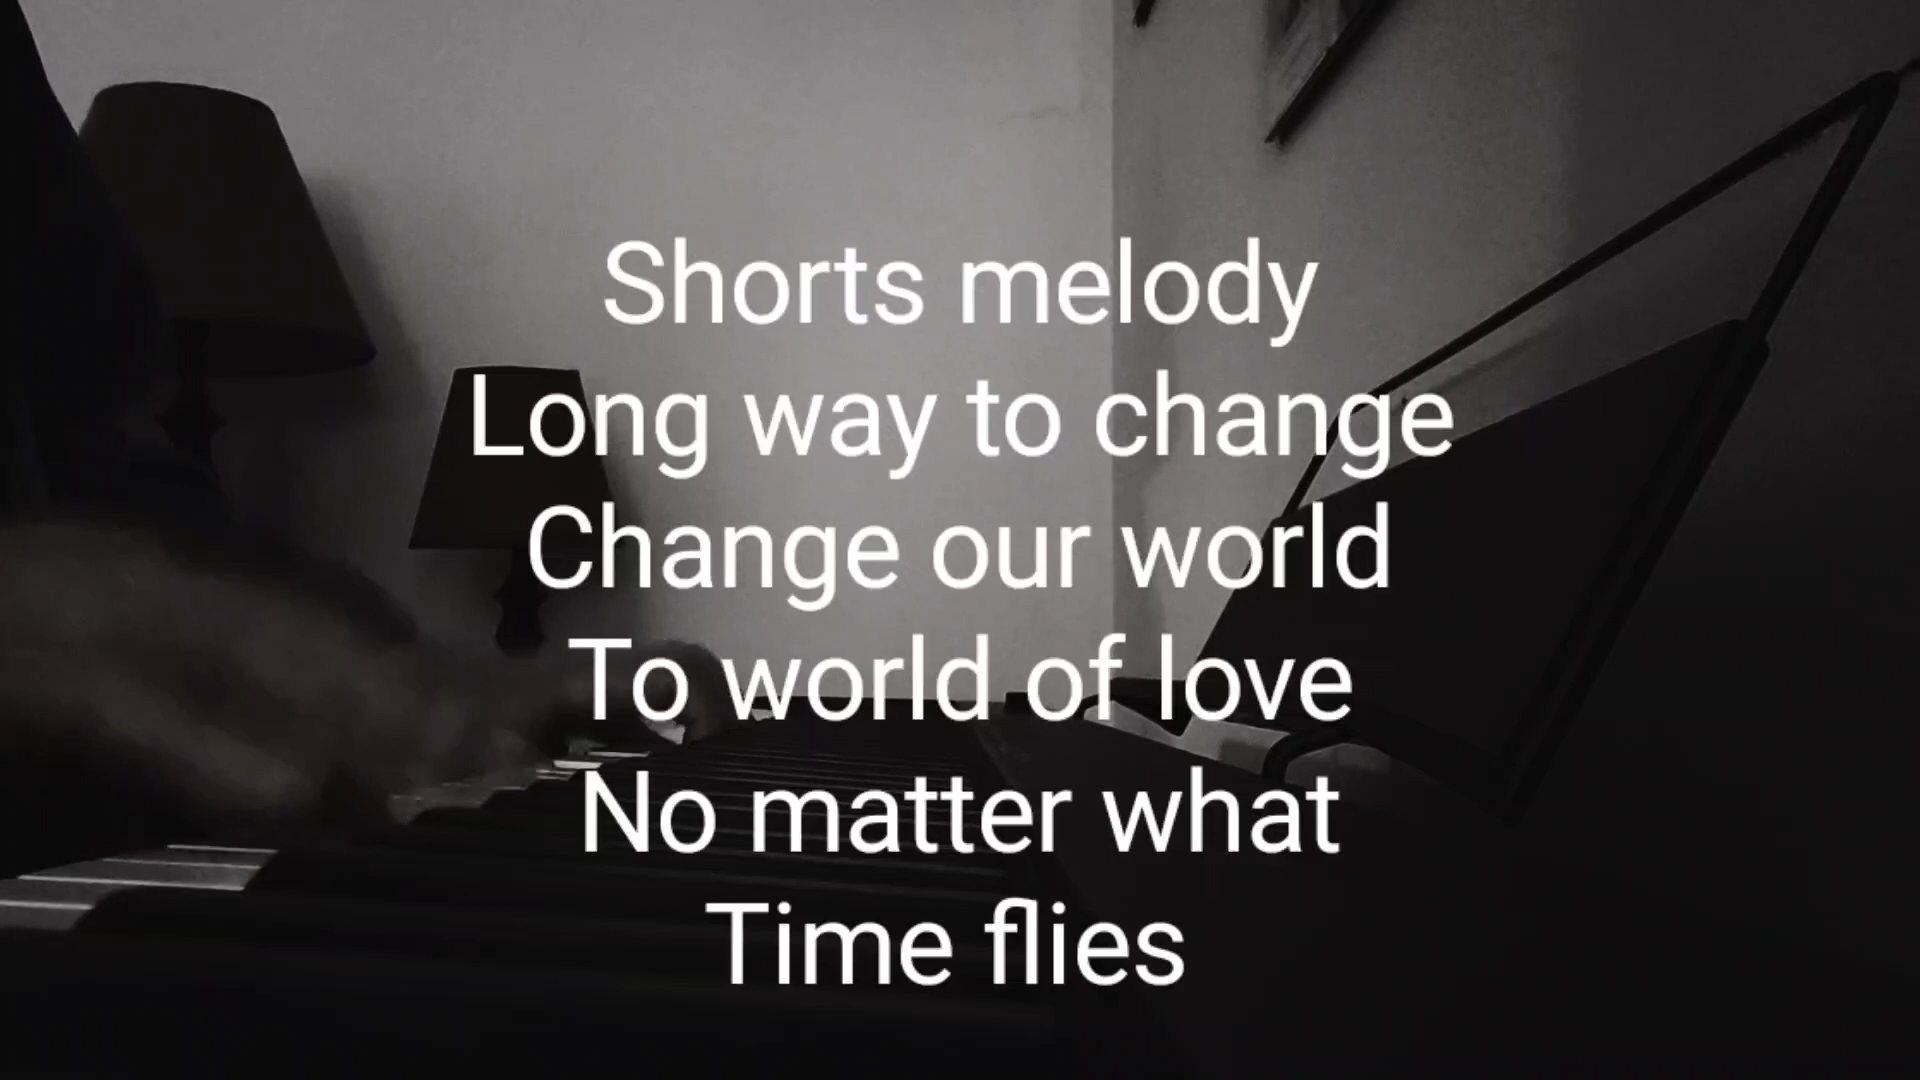 Shorts melody
Long way to change
Change our world
To world of love
No matter what
Time flies